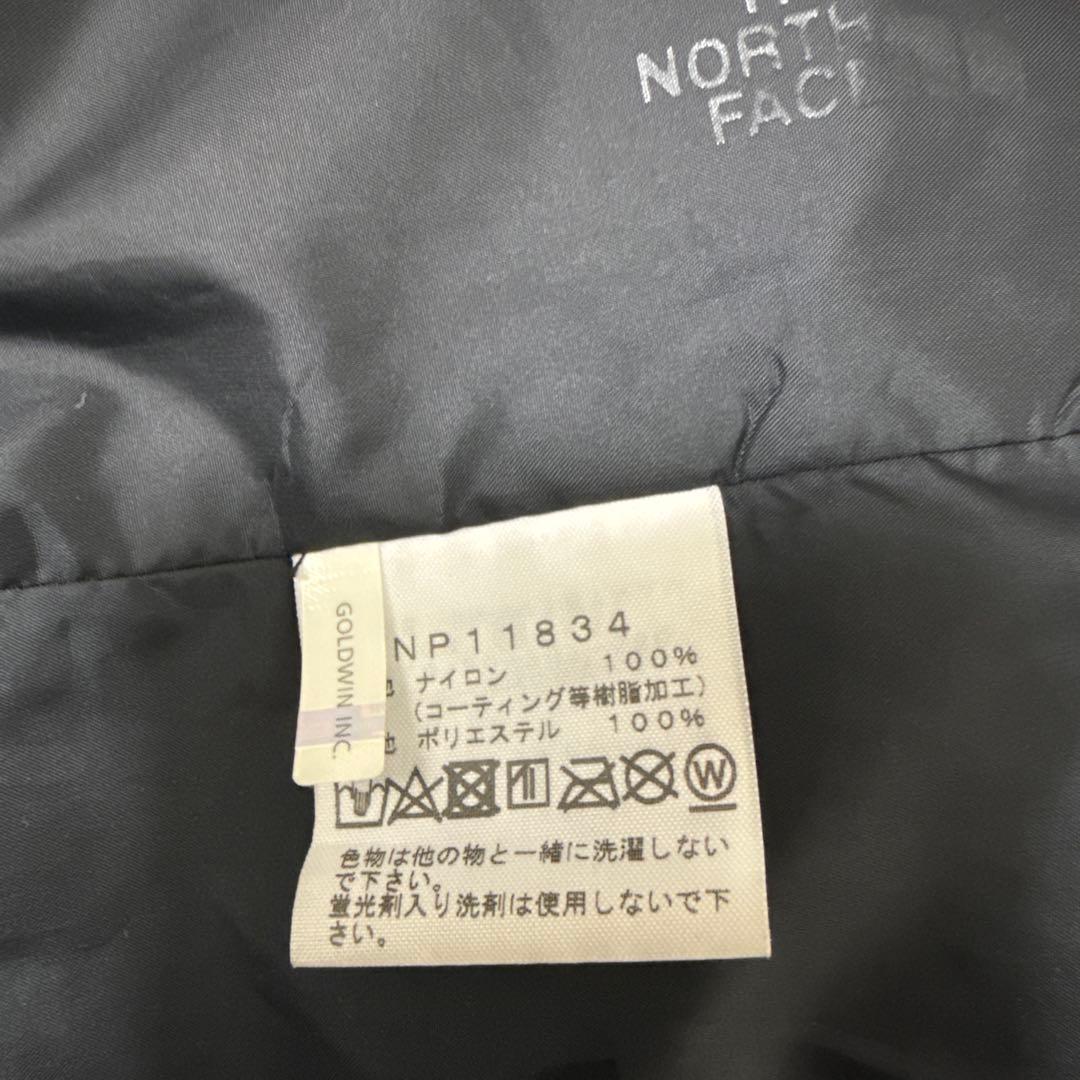 NORTH
FACE
GOLDWIN INC.
NP11834
ナイロン 100%
(コーティング等樹脂加工)
地 ポリエステル 100%
W
色物は他の物と一緒に洗濯しない
で下さい。
蛍光剤入り洗剤は使用しないで下
さい。